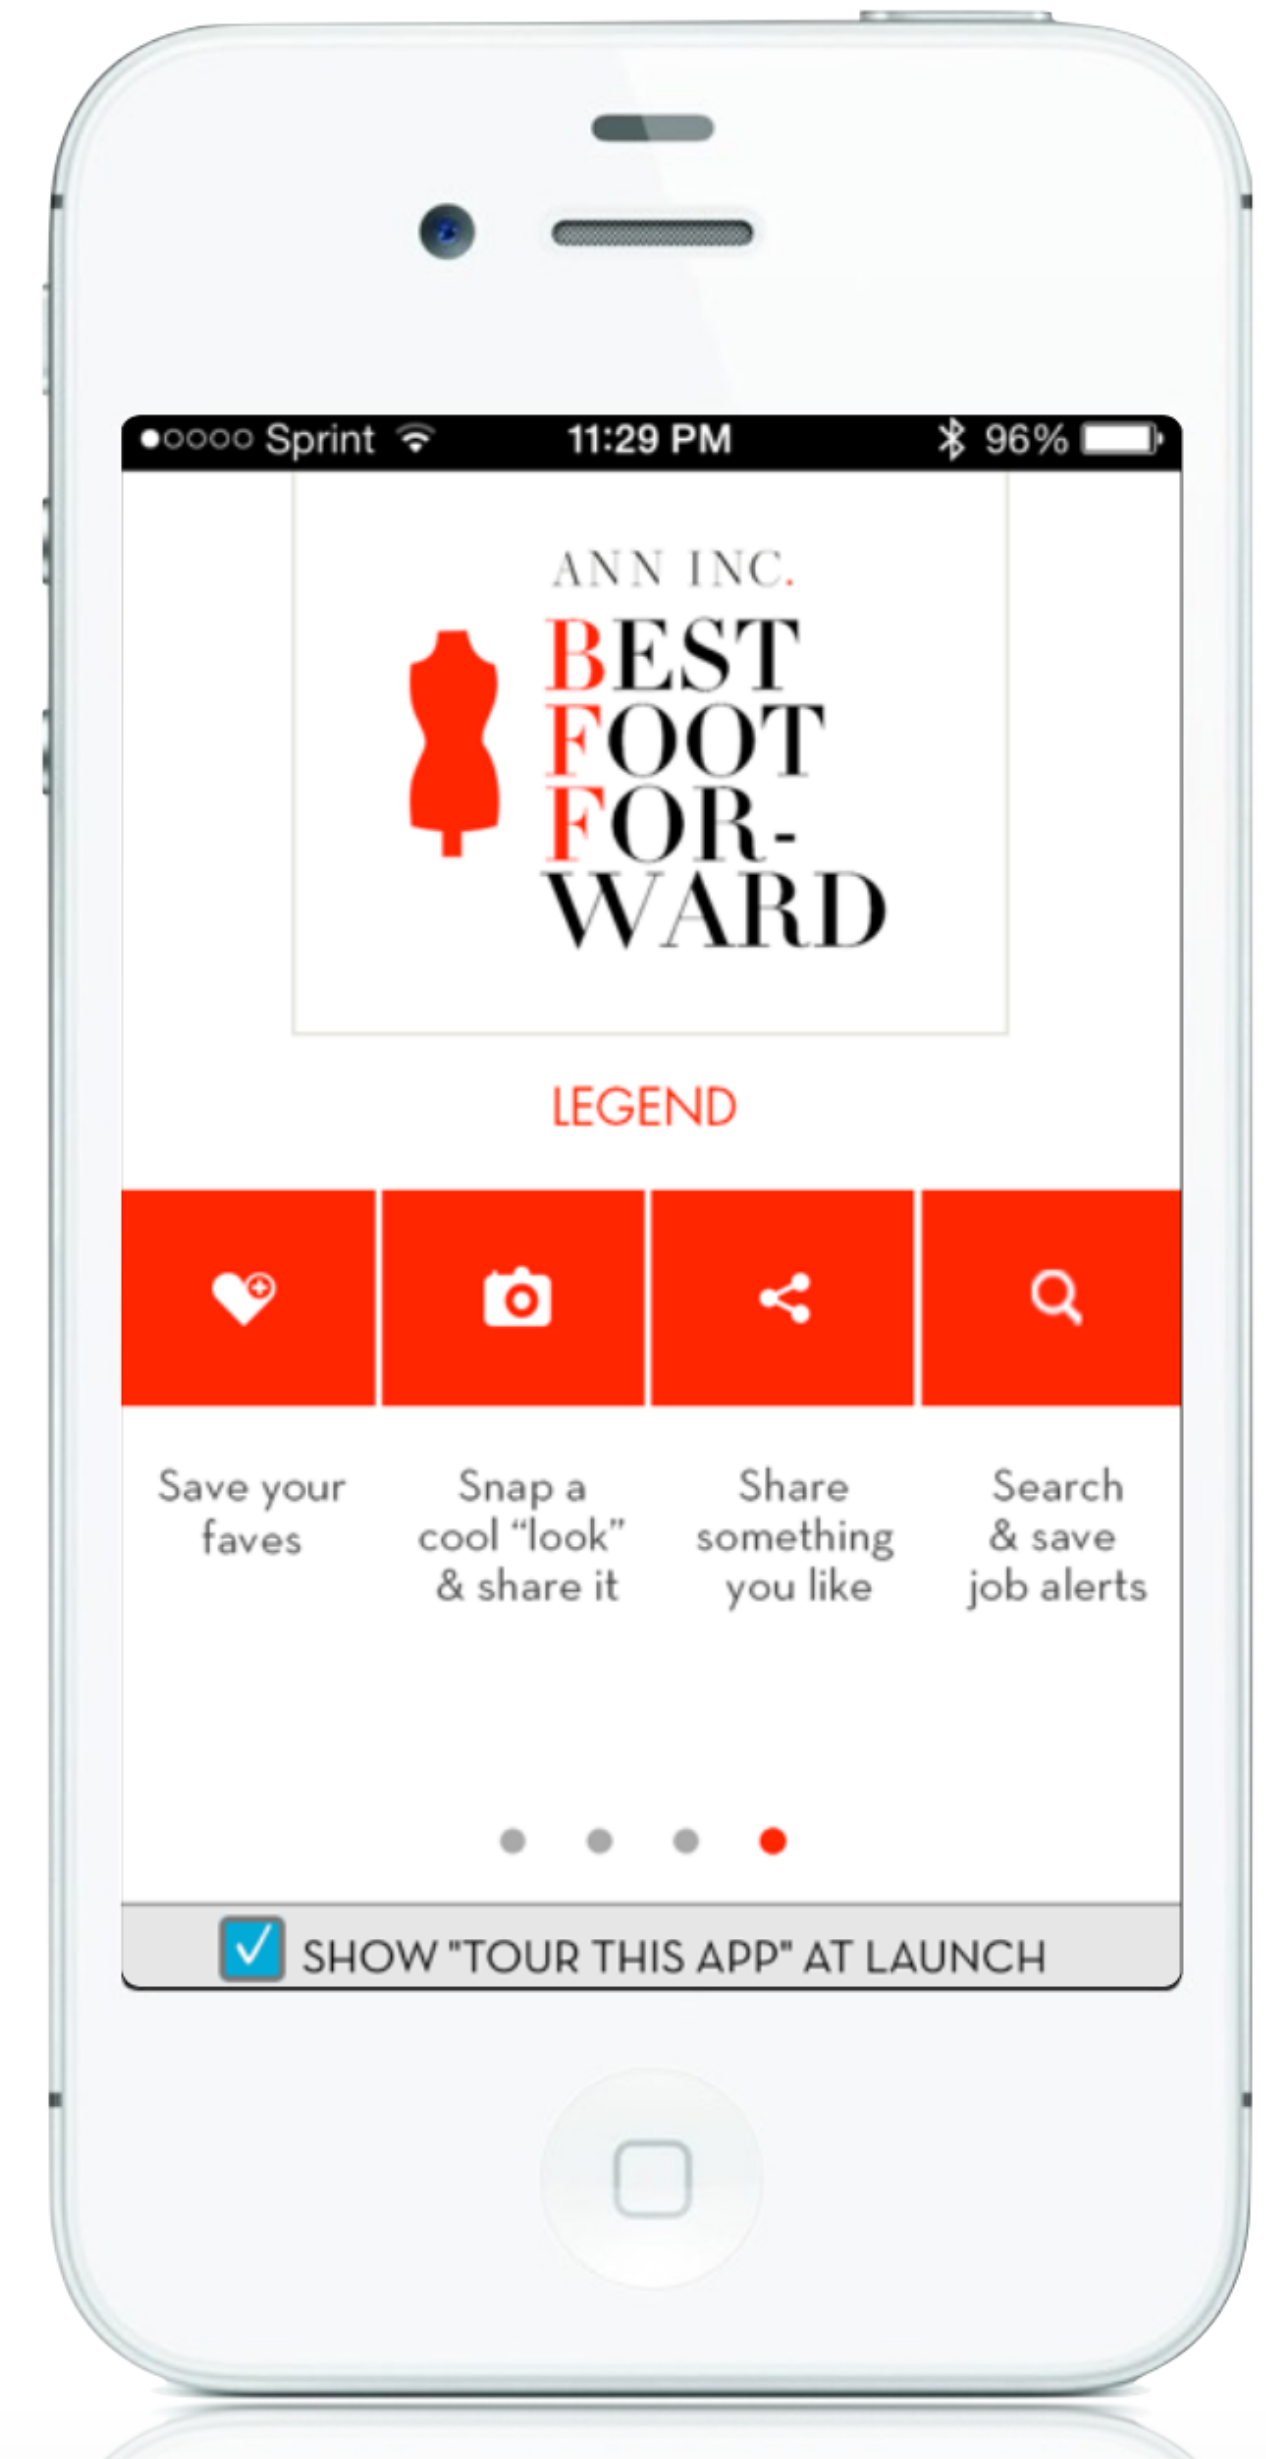 Sprint 11:29 PM 96%
ANN INC.
BEST
FOOT
FOR-
WARD
LEGEND
Save your
faves
Snap a
cool “look”
& share it
Share
something
you like
Search
& save
job alerts
SHOW "TOUR THIS APP" AT LAUNCH